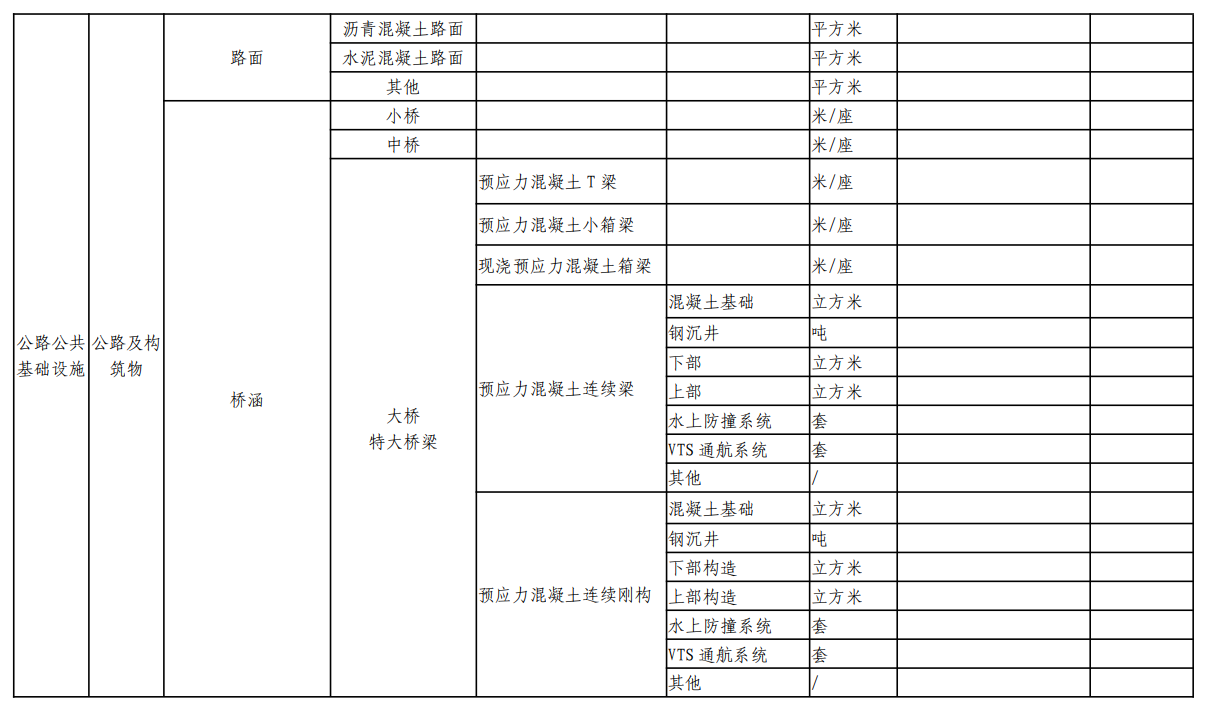 沥青混凝土路面 平方米
路面 水泥混凝土路面 平方米
其他 平方米
小桥 米/座
中桥 米/座
预应力混凝土 T 梁 米/座
预应力混凝土小箱梁 米/座
现浇预应力混凝土箱梁 米/座
混凝土基础 立方米
钢沉井 吨
公路公共 公路及构
基础设施 筑物
下部 立方米
预应力混凝土连续梁
上部 立方米
桥涵
大桥
特大桥梁
水上防撞系统 套
VTS 通航系统 套
其他 /
混凝土基础 立方米
钢沉井 吨
下部构造 立方米
预应力混凝土连续刚构
上部构造 立方米
水上防撞系统 套
VTS 通航系统 套
其他 /